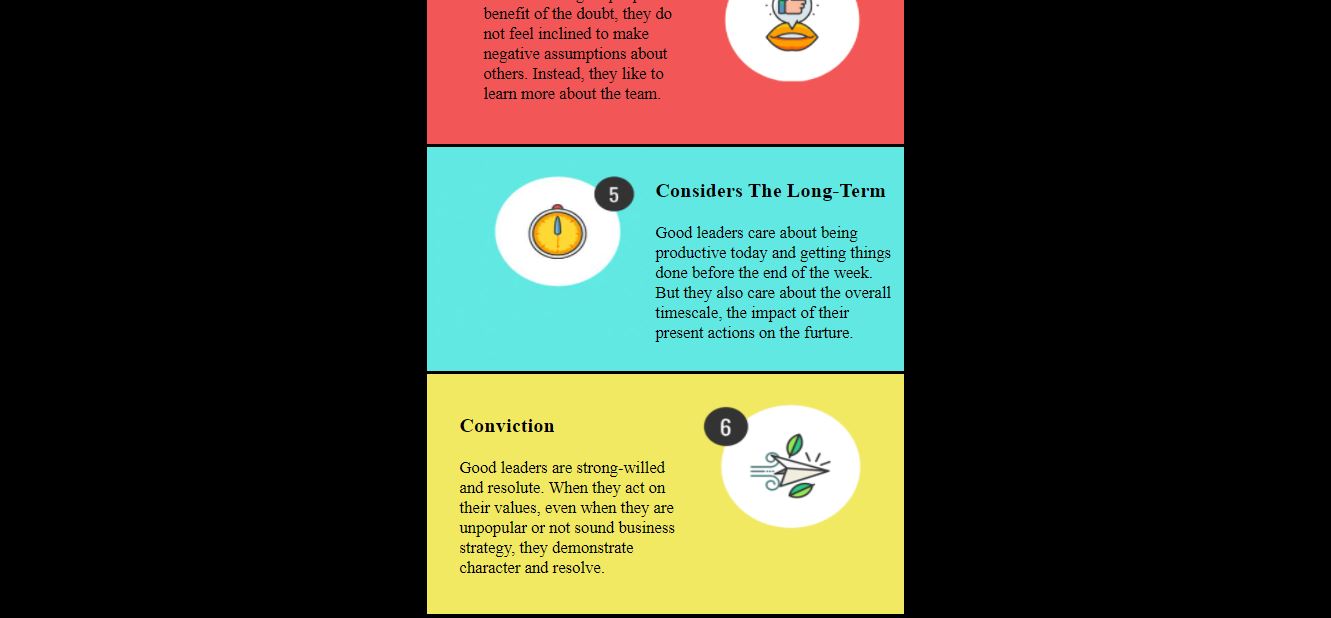 benefit of the doubt, they do
not feel inclined to make
negative assumptions about
others. Instead, they like to
learn more about the team.
5
Considers The Long-Term
Good leaders care about being
productive today and getting things
done before the end of the week.
But they also care about the overall
timescale, the impact of their
present actions on the furture.
6
Conviction
Good leaders are strong-willed
and resolute. When they act on
their values, even when they are
unpopular or not sound business
strategy, they demonstrate
character and resolve.